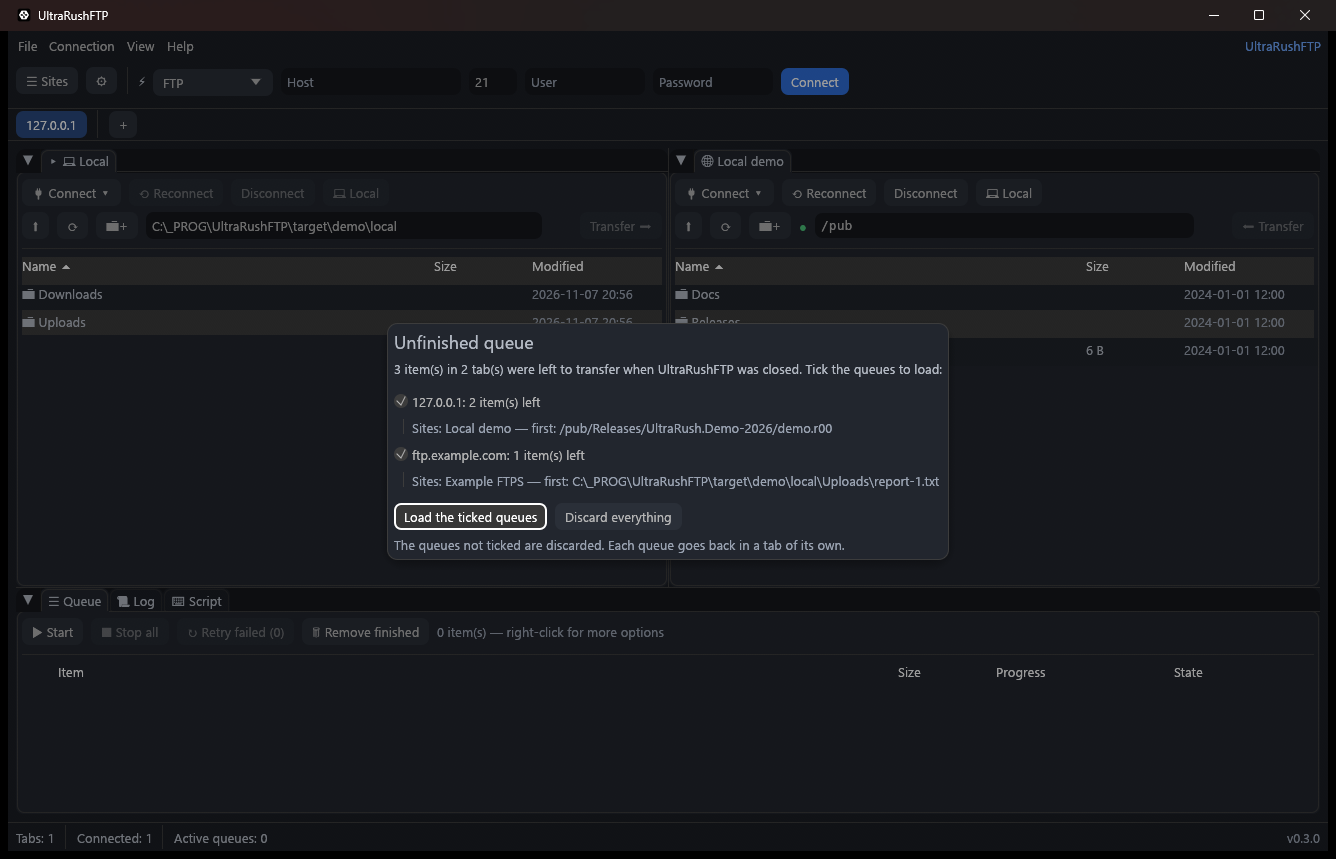 UltraRushFTP
File Connection View Help UltraRushFTP
Sites FTP Host 21 User Password Connect
127.0.0.1 +
Local Local demo
Connect Reconnect Disconnect Local Connect Reconnect Disconnect Local
C:\_PROG\UltraRushFTP\target\demo\local Transfer /pub Transfer
Name Size Modified Name Size Modified
Downloads 2026-11-07 20:56 Docs 2024-01-01 12:00
Uploads 2026-11-07 20:56 Releases 2024-01-01 12:00
6 B 2024-01-01 12:00
Unfinished queue
3 item(s) in 2 tab(s) were left to transfer when UltraRushFTP was closed. Tick the queues to load:
127.0.0.1: 2 item(s) left
Sites: Local demo — first: /pub/Releases/UltraRush.Demo-2026/demo.r00
ftp.example.com: 1 item(s) left
Sites: Example FTPS — first: C:\_PROG\UltraRushFTP\target\demo\local\Uploads\report-1.txt
Load the ticked queues Discard everything
The queues not ticked are discarded. Each queue goes back in a tab of its own.
Queue Log Script
Start Stop all Retry failed (0) Remove finished 0 item(s) — right-click for more options
Item Size Progress State
Tabs: 1 Connected: 1 Active queues: 0 v0.3.0